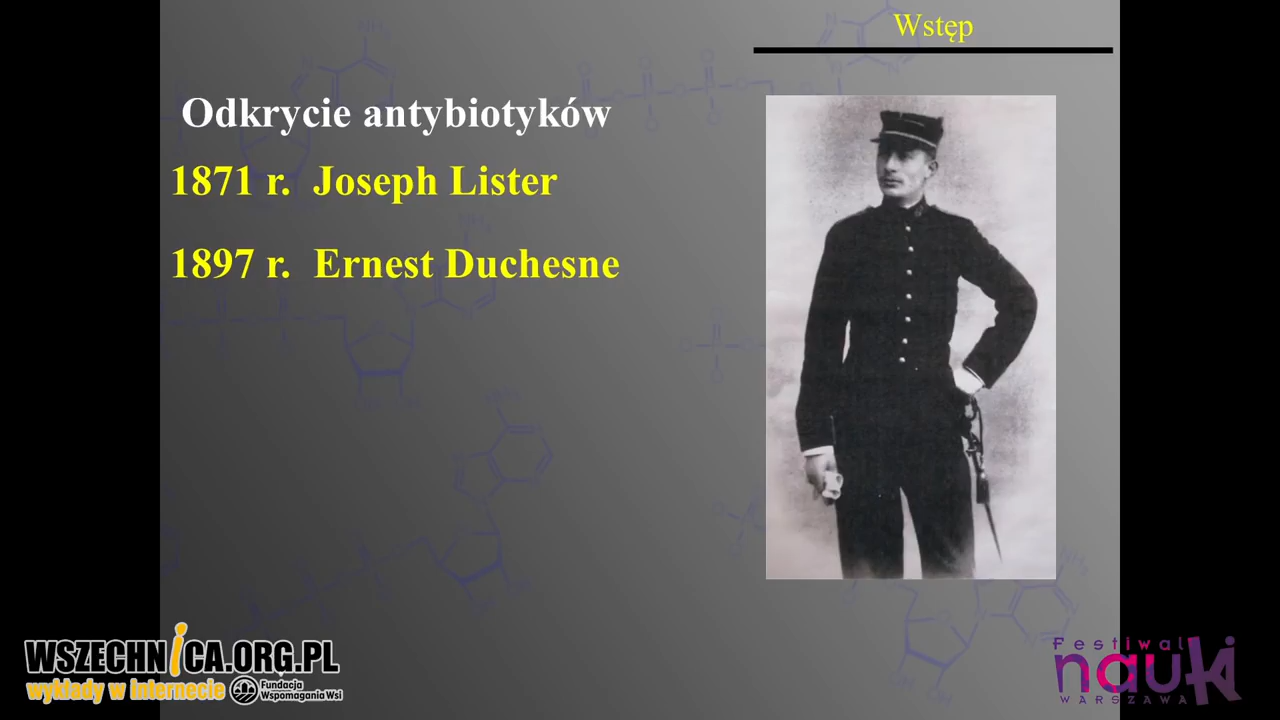 Wstęp
Odkrycie antybiotyków
1871 r. Joseph Lister
1897 r. Ernest Duchesne
WSZECHNiCA.ORG.PL
wykłady w internecie
Fundacja
Wspomagania Wsi
Festiwal
nauki
WARSZAWA